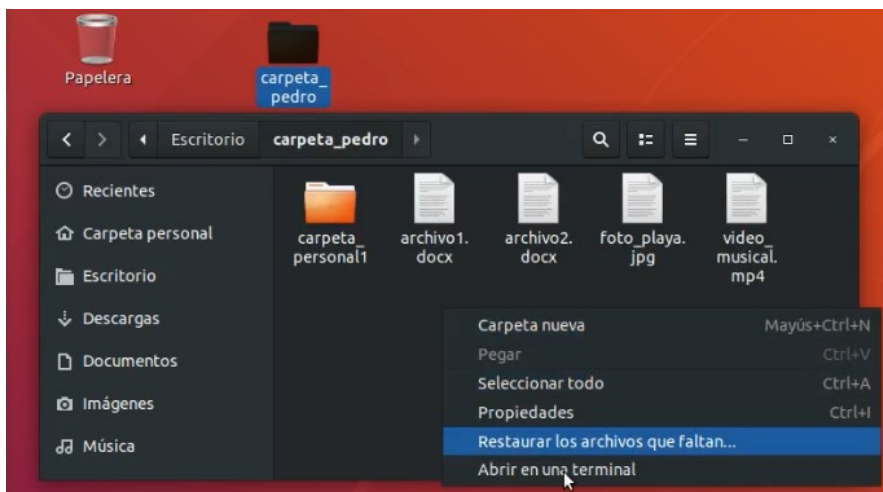 Papelera
carpeta_
pedro
Escritorio
carpeta_pedro
Recientes
Carpeta personal
Escritorio
Descargas
Documentos
Imágenes
Música
carpeta_
personal1
archivo1.
docx
archivo2.
docx
foto_playa.
jpg
video_
musical.
mp4
Carpeta nueva Mayús+Ctrl+N
Pegar Ctrl+V
Seleccionar todo Ctrl+A
Propiedades Ctrl+I
Restaurar los archivos que faltan...
Abrir en una terminal